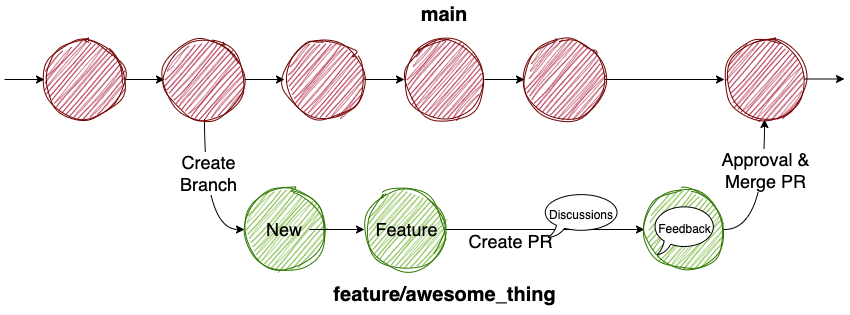 main
Create
Branch
Approval &
Merge PR
Discussions
New
Feature
Create PR
Feedback
feature/awesome_thing